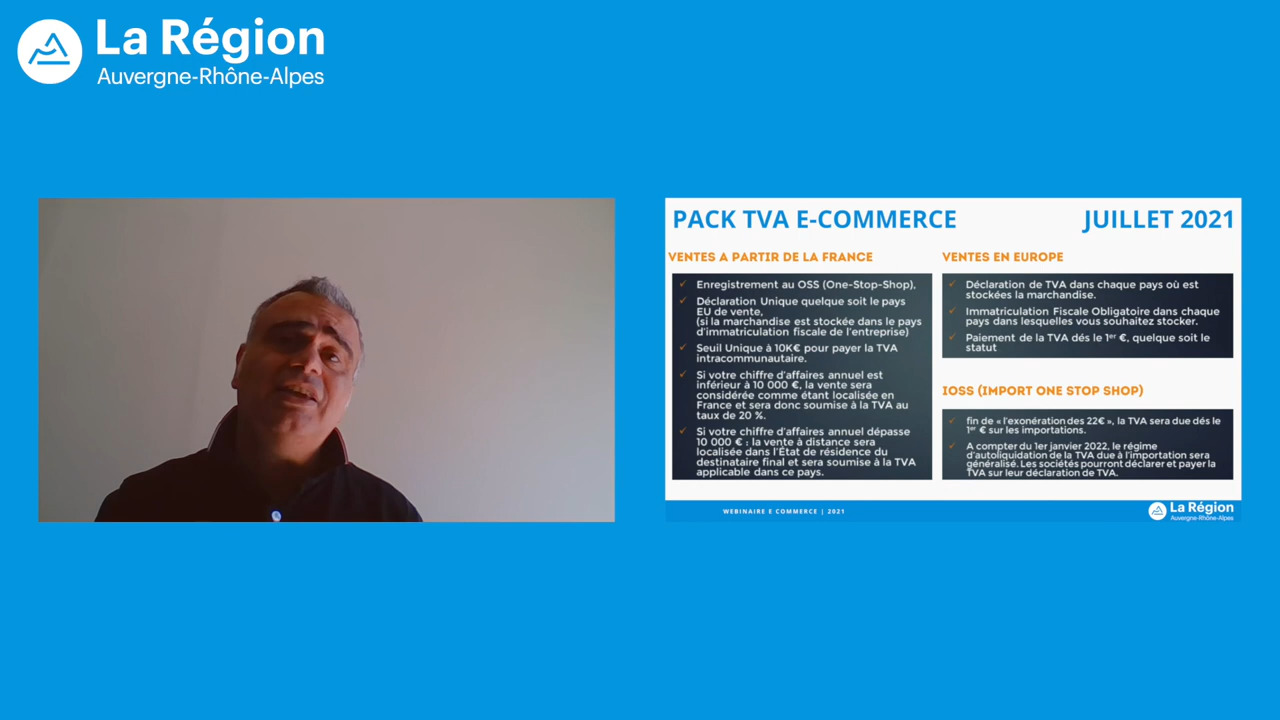 La Région
Auvergne-Rhône-Alpes
PACK TVA E-COMMERCE
JUILLET 2021
VENTES A PARTIR DE LA FRANCE
Enregistrement au OSS (One-Stop-Shop),
Déclaration Unique quelque soit le pays
EU de vente,
(si la marchandise est stockée dans le pays
d'immatriculation fiscale de l'entreprise)
Seuil Unique à 10K€ pour payer la TVA
intracommunautaire.
Si votre chiffre d'affaires annuel est
inférieur à 10 000 €, la vente sera
considérée comme étant localisée en
France et sera donc soumise à la TVA au
taux de 20 %.
Si votre chiffre d'affaires annuel dépasse
10 000 € : la vente à distance sera
localisée dans l'État de résidence du
destinataire final et sera soumise à la TVA
applicable dans ce pays.
VENTES EN EUROPE
Déclaration de TVA dans chaque pays où est
stockées la marchandise.
Immatriculation Fiscale Obligatoire dans chaque
pays dans lesquelles vous souhaitez stocker.
Paiement de la TVA dés le 1er €, quelque soit le
statut
IOSS (IMPORT ONE STOP SHOP)
fin de « l'exonération des 22€ », la TVA sera due dés le
1er € sur les importations.
A compter du 1er janvier 2022, le régime
d'autoliquidation de la TVA due à l'importation sera
généralisé. Les sociétés pourront déclarer et payer la
TVA sur leur déclaration de TVA.
WEBINAIRE E COMMERCE | 2021
La Région
Auvergne-Rhône-Alpes